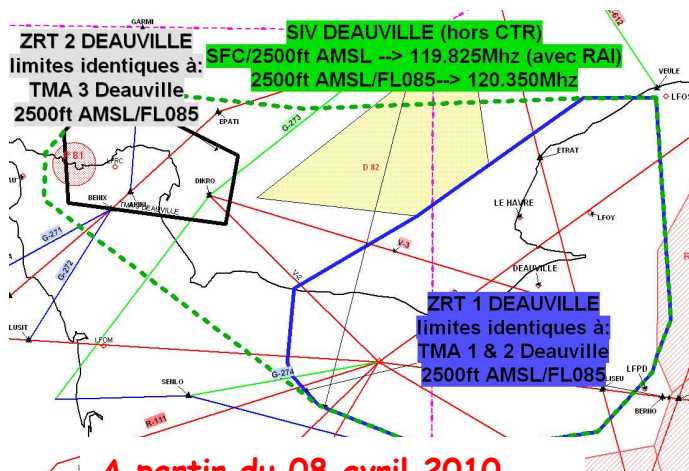 GARMI
612
ZRT 2 DEAUVILLE
limites identiques à:
TMA 3 Deauville
2500ft AMSL/FL085
SIV DEAUVILLE (hors CTR)
SFC/2500ft AMSL --> 119.825Mhz (avec RAI)
2500ft AMSL/FL085--> 120.350Mhz
VEULE
LFOS
EPATI
G-273
P 81
LFRC
ETRAT
D 82
DIKRO
BENIX
DEAUVILLE
LE HAVRE
LFOY
G-271
G-272
V-3
DEAUVILLE
ZRT 1 DEAUVILLE
limites identiques à:
TMA 1 & 2 Deauville
2500ft AMSL/FL085
LUSIT
LFOM
G-274
SENLO
LISEU
LFPD
BERNO
R-111
A partir du 08 avril 2010